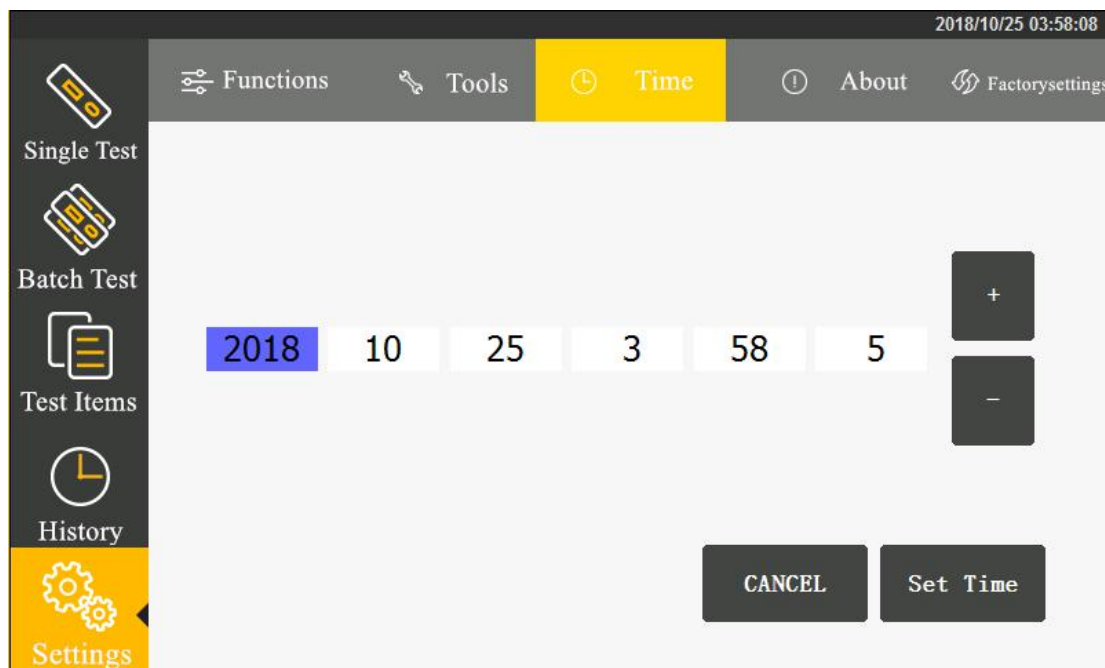 2018/10/25 03:58:08
Functions Tools Time About Factorysettings
Single Test
Batch Test
Test Items
History
Settings
2018 10 25 3 58 5
+
-
CANCEL Set Time